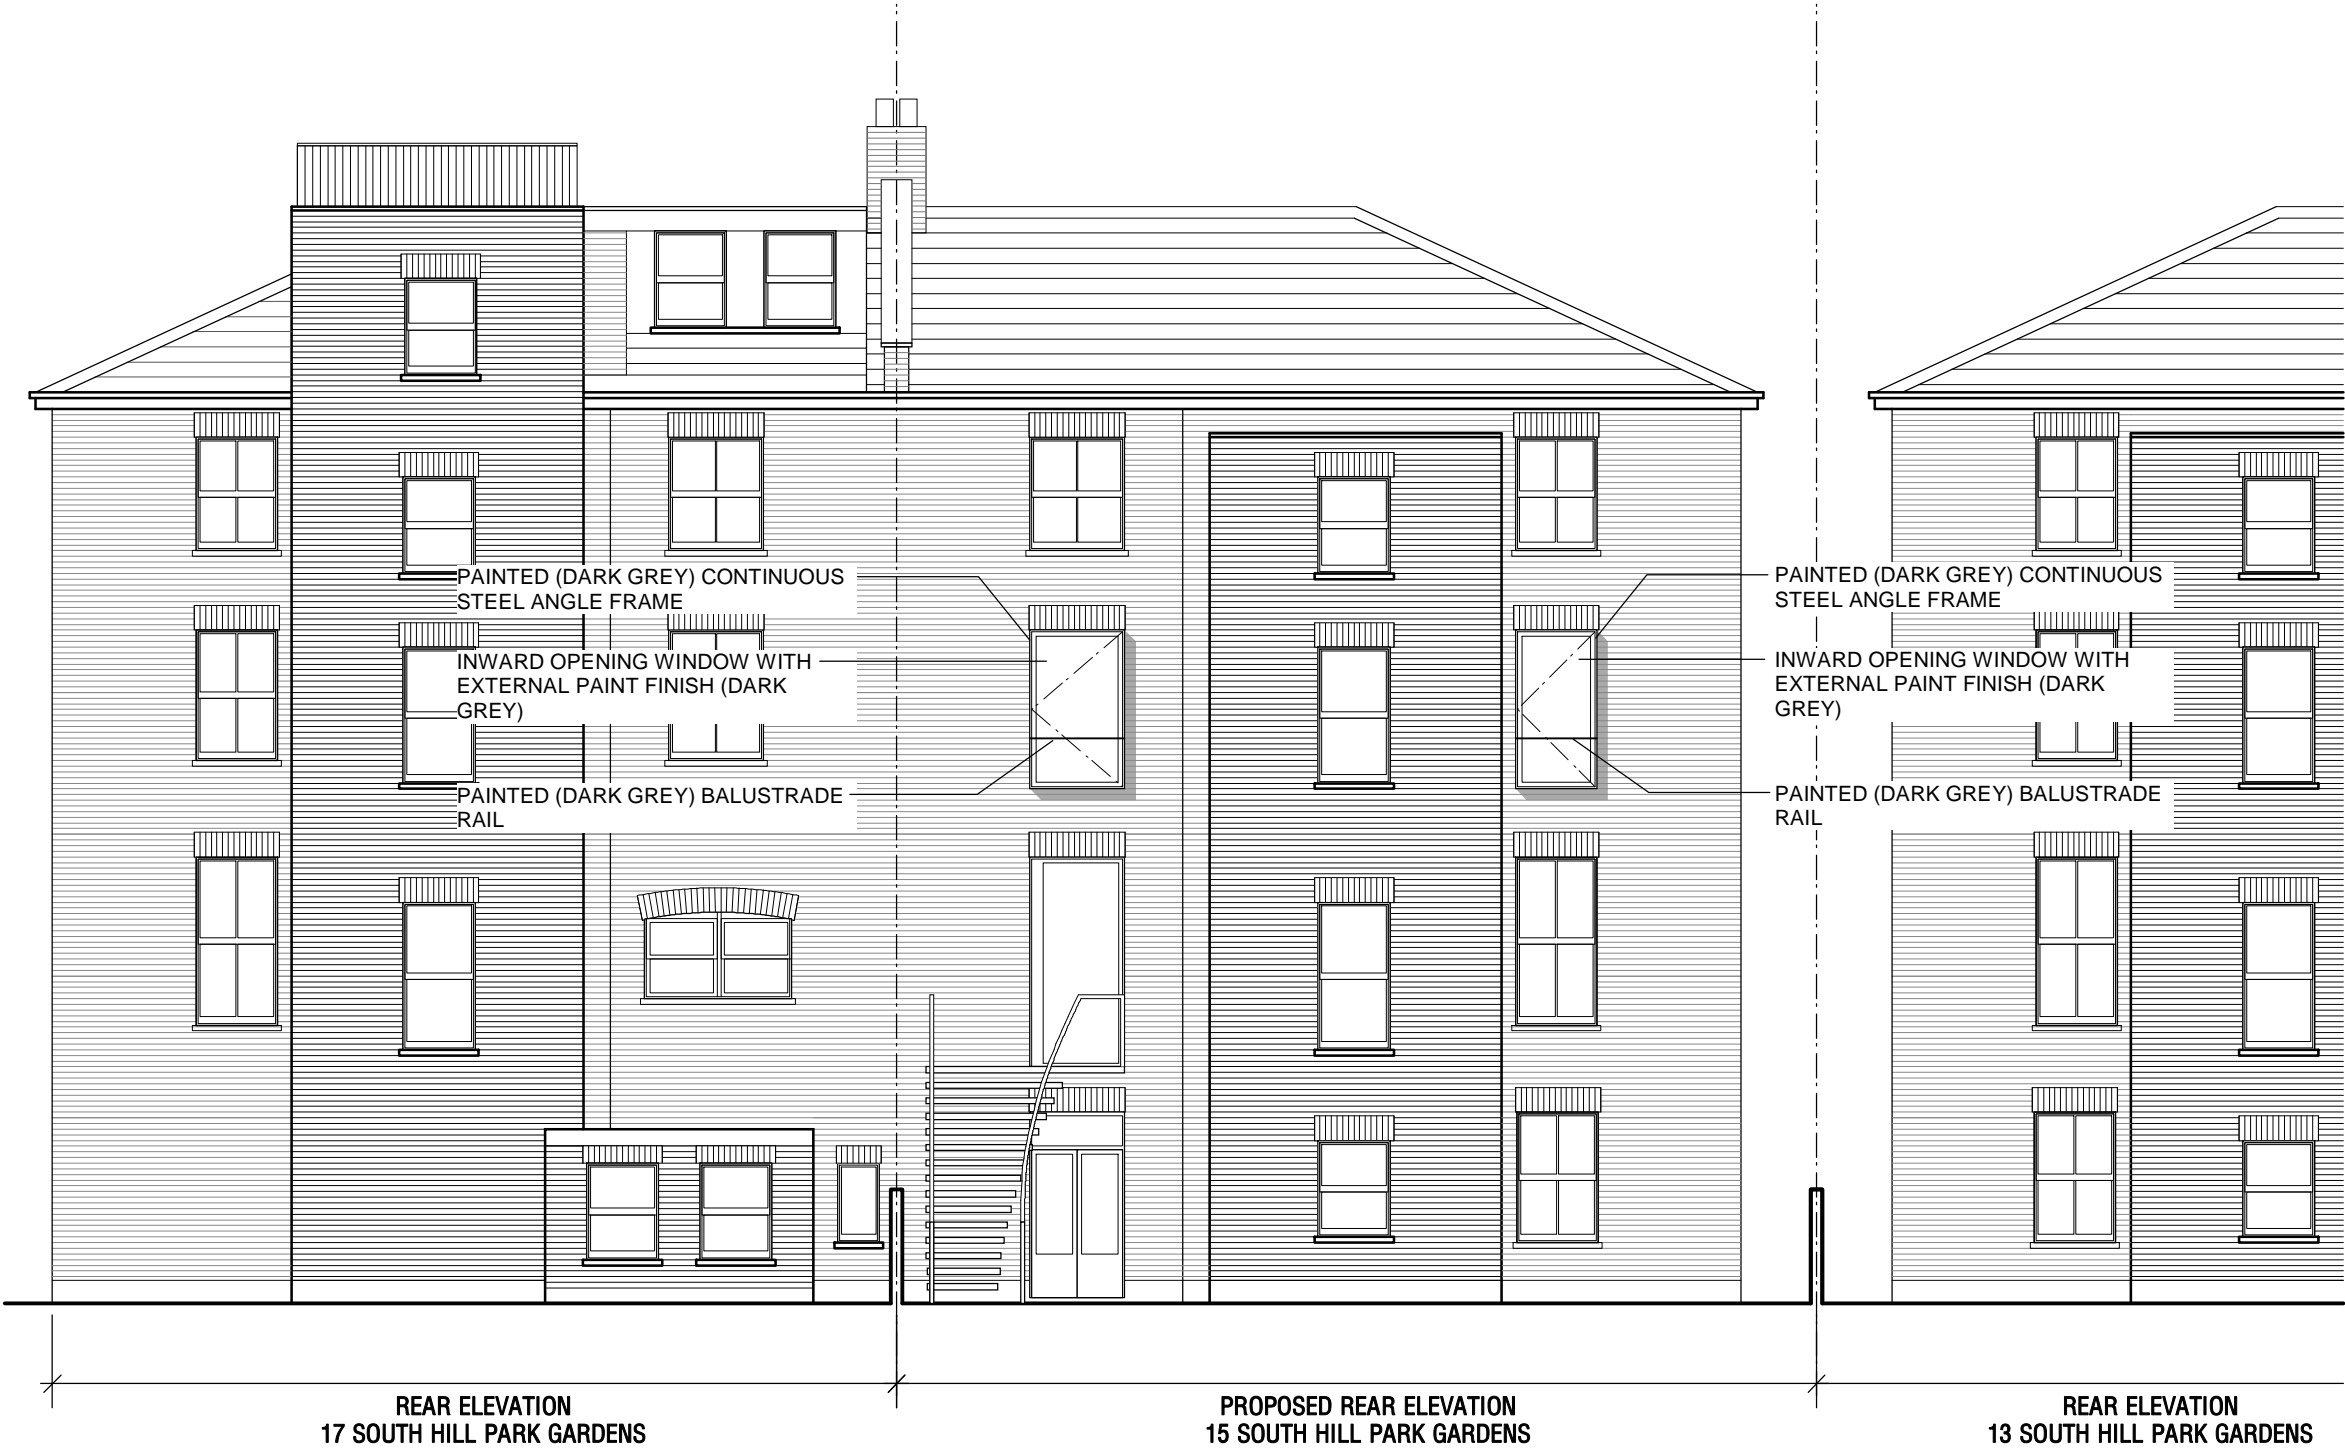 PAINTED (DARK GREY) CONTINUOUS
STEEL ANGLE FRAME
INWARD OPENING WINDOW WITH
EXTERNAL PAINT FINISH (DARK
GREY)
PAINTED (DARK GREY) BALUSTRADE
RAIL
PAINTED (DARK GREY) CONTINUOUS
STEEL ANGLE FRAME
INWARD OPENING WINDOW WITH
EXTERNAL PAINT FINISH (DARK
GREY)
PAINTED (DARK GREY) BALUSTRADE
RAIL
REAR ELEVATION
17 SOUTH HILL PARK GARDENS
PROPOSED REAR ELEVATION
15 SOUTH HILL PARK GARDENS
REAR ELEVATION
13 SOUTH HILL PARK GARDENS